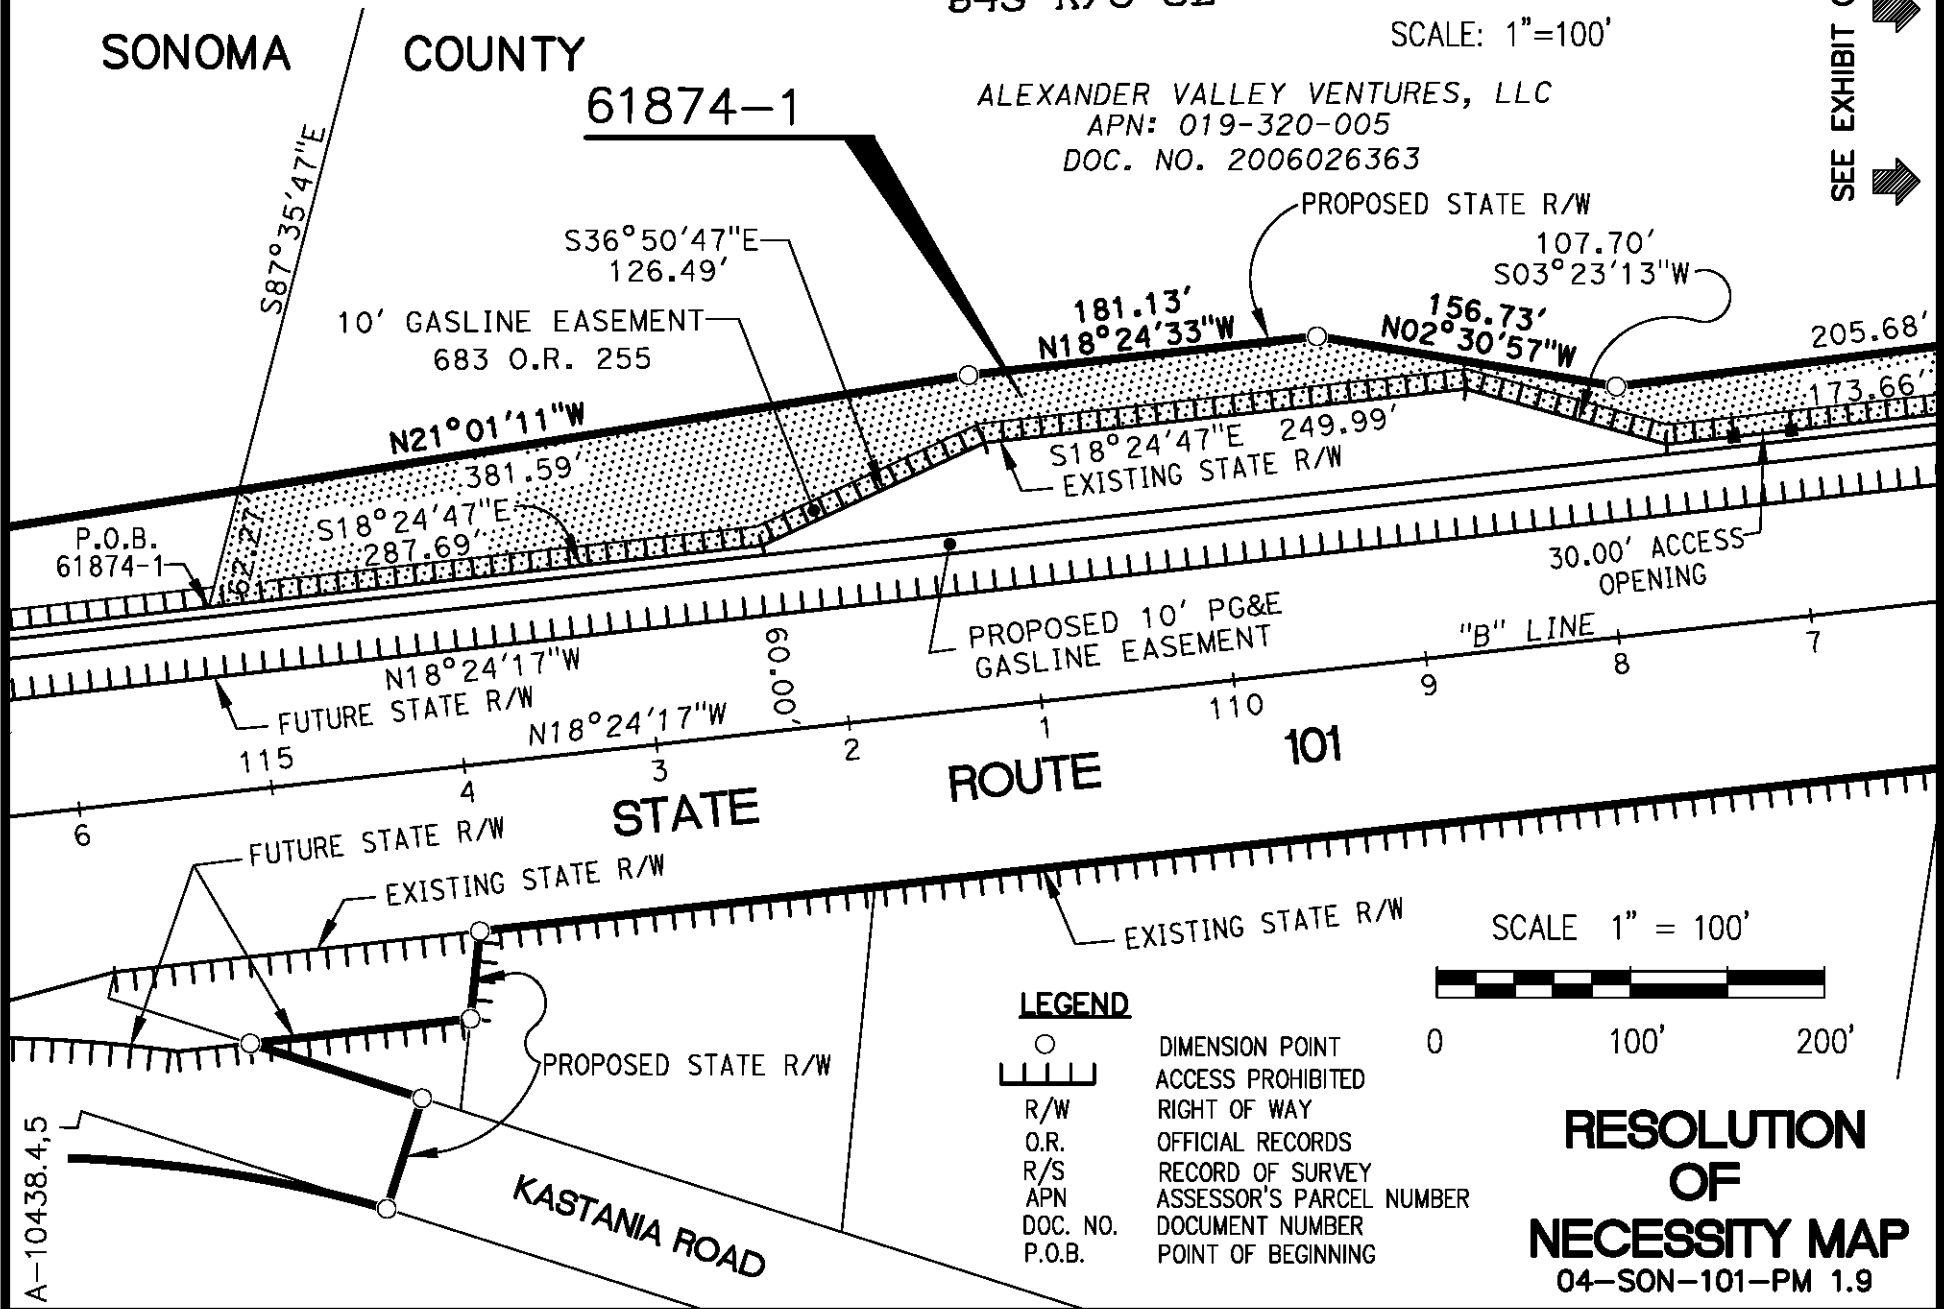 SCALE: 1"=100'
SONOMA COUNTY
61874-1
ALEXANDER VALLEY VENTURES, LLC
APN: 019-320-005
DOC. NO. 2006026363
SEE EXHIBIT
S87°35'47"E
PROPOSED STATE R/W
S36°50'47"E
126.49'
107.70'
S03°23'13"W
10' GASLINE EASEMENT
683 O.R. 255
181.13'
N18°24'33"W
156.73'
N02°30'57"W
205.68'
173.66'
N21°01'11"W
381.59'
S18°24'47"E 249.99'
EXISTING STATE R/W
S18°24'47"E
287.69'
62.27'
P.O.B.
61874-1
30.00' ACCESS
OPENING
PROPOSED 10' PG&E
GASLINE EASEMENT
60.00'
N18°24'17"W
FUTURE STATE R/W
N18°24'17"W
"B" LINE
6 115 4 3 2 1 110 9 8 7
STATE ROUTE 101
FUTURE STATE R/W
EXISTING STATE R/W
EXISTING STATE R/W
PROPOSED STATE R/W
KASTANIA ROAD
A-10438.4,5
SCALE 1" = 100'
0 100' 200'
LEGEND
DIMENSION POINT
ACCESS PROHIBITED
R/W RIGHT OF WAY
O.R. OFFICIAL RECORDS
R/S RECORD OF SURVEY
APN ASSESSOR'S PARCEL NUMBER
DOC. NO. DOCUMENT NUMBER
P.O.B. POINT OF BEGINNING
RESOLUTION
OF
NECESSITY MAP
04-SON-101-PM 1.9